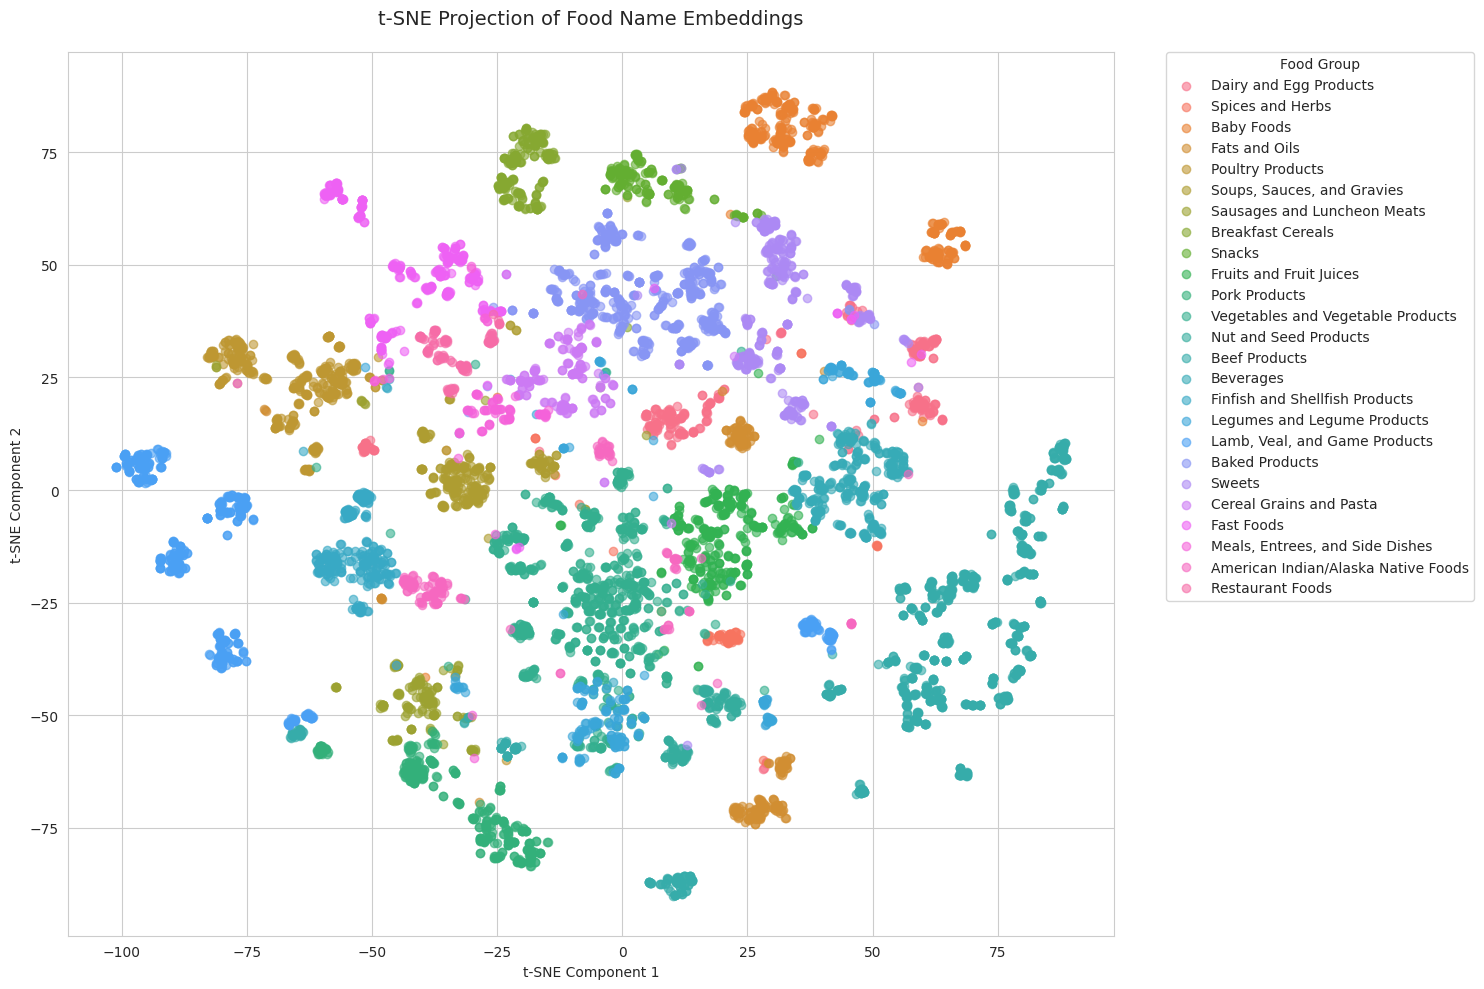 t-SNE Projection of Food Name Embeddings
Food Group
Dairy and Egg Products
Spices and Herbs
Baby Foods
Fats and Oils
Poultry Products
Soups, Sauces, and Gravies
Sausages and Luncheon Meats
Breakfast Cereals
Snacks
Fruits and Fruit Juices
Pork Products
Vegetables and Vegetable Products
Nut and Seed Products
Beef Products
Beverages
Finfish and Shellfish Products
Legumes and Legume Products
Lamb, Veal, and Game Products
Baked Products
Sweets
Cereal Grains and Pasta
Fast Foods
Meals, Entrees, and Side Dishes
American Indian/Alaska Native Foods
Restaurant Foods
t-SNE Component 2
75
50
25
0
−25
−50
−75
−100
−75
−50
−25
0
25
50
75
t-SNE Component 1